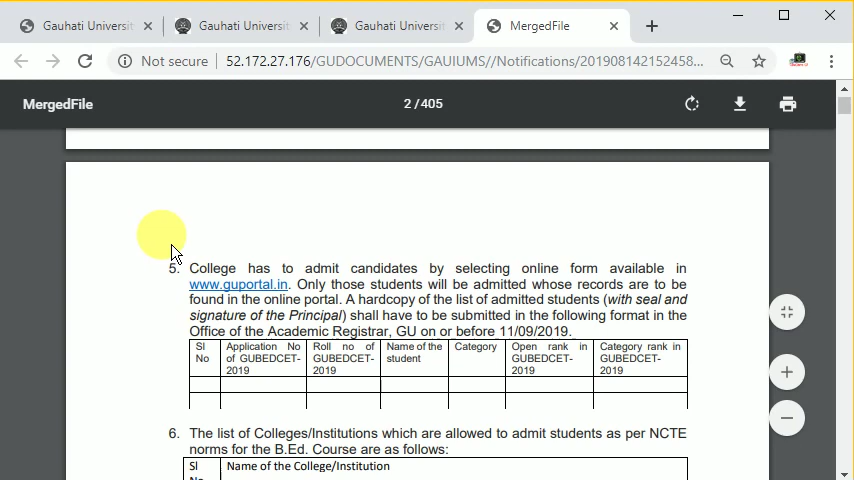 Gauhati Universit
Gauhati Universit
Gauhati Universit
MergedFile
Not secure
52.172.27.176/GUDOCUMENTS/GAUIUMS//Notifications/201908142152458...
MergedFile
2 / 405
5. College has to admit candidates by selecting online form available in
www.guportal.in. Only those students will be admitted whose records are to be
found in the online portal. A hardcopy of the list of admitted students (with seal and
signature of the Principal) shall have to be submitted in the following format in the
Office of the Academic Registrar, GU on or before 11/09/2019.
Sl No
Application No of GUBEDCET-2019
Roll no of GUBEDCET-2019
Name of the student
Category
Open rank in GUBEDCET-2019
Category rank in GUBEDCET-2019
6. The list of Colleges/Institutions which are allowed to admit students as per NCTE
norms for the B.Ed. Course are as follows:
Sl
Name of the College/Institution